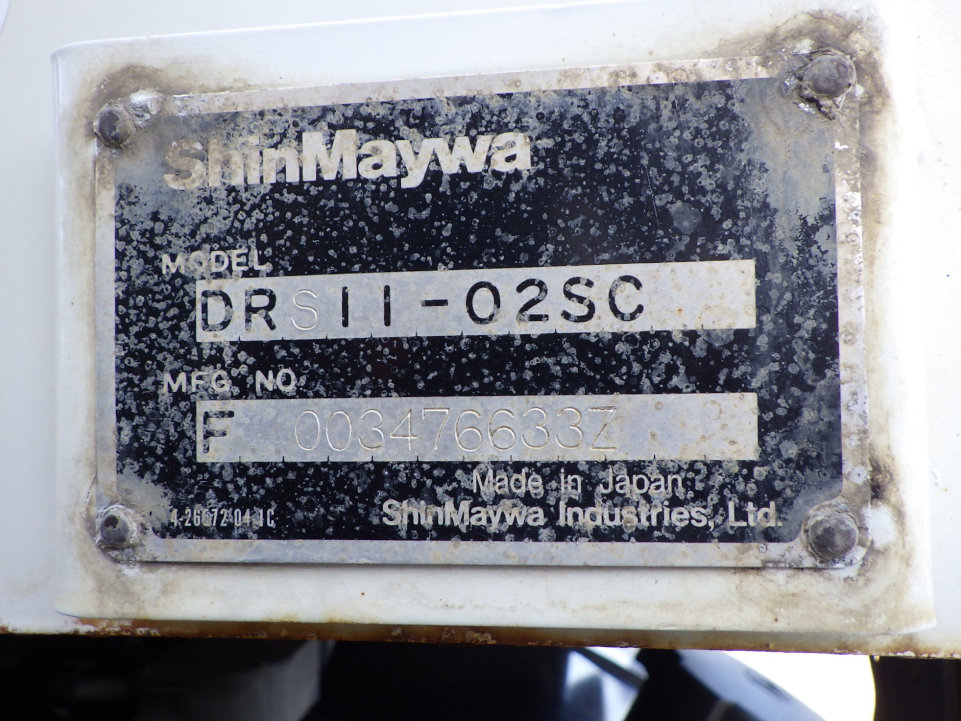 ShinMaywa
MODEL
DRS11-02SC
MFG. NO.
F 003476633Z
Made in Japan
ShinMaywa Industries, Ltd.